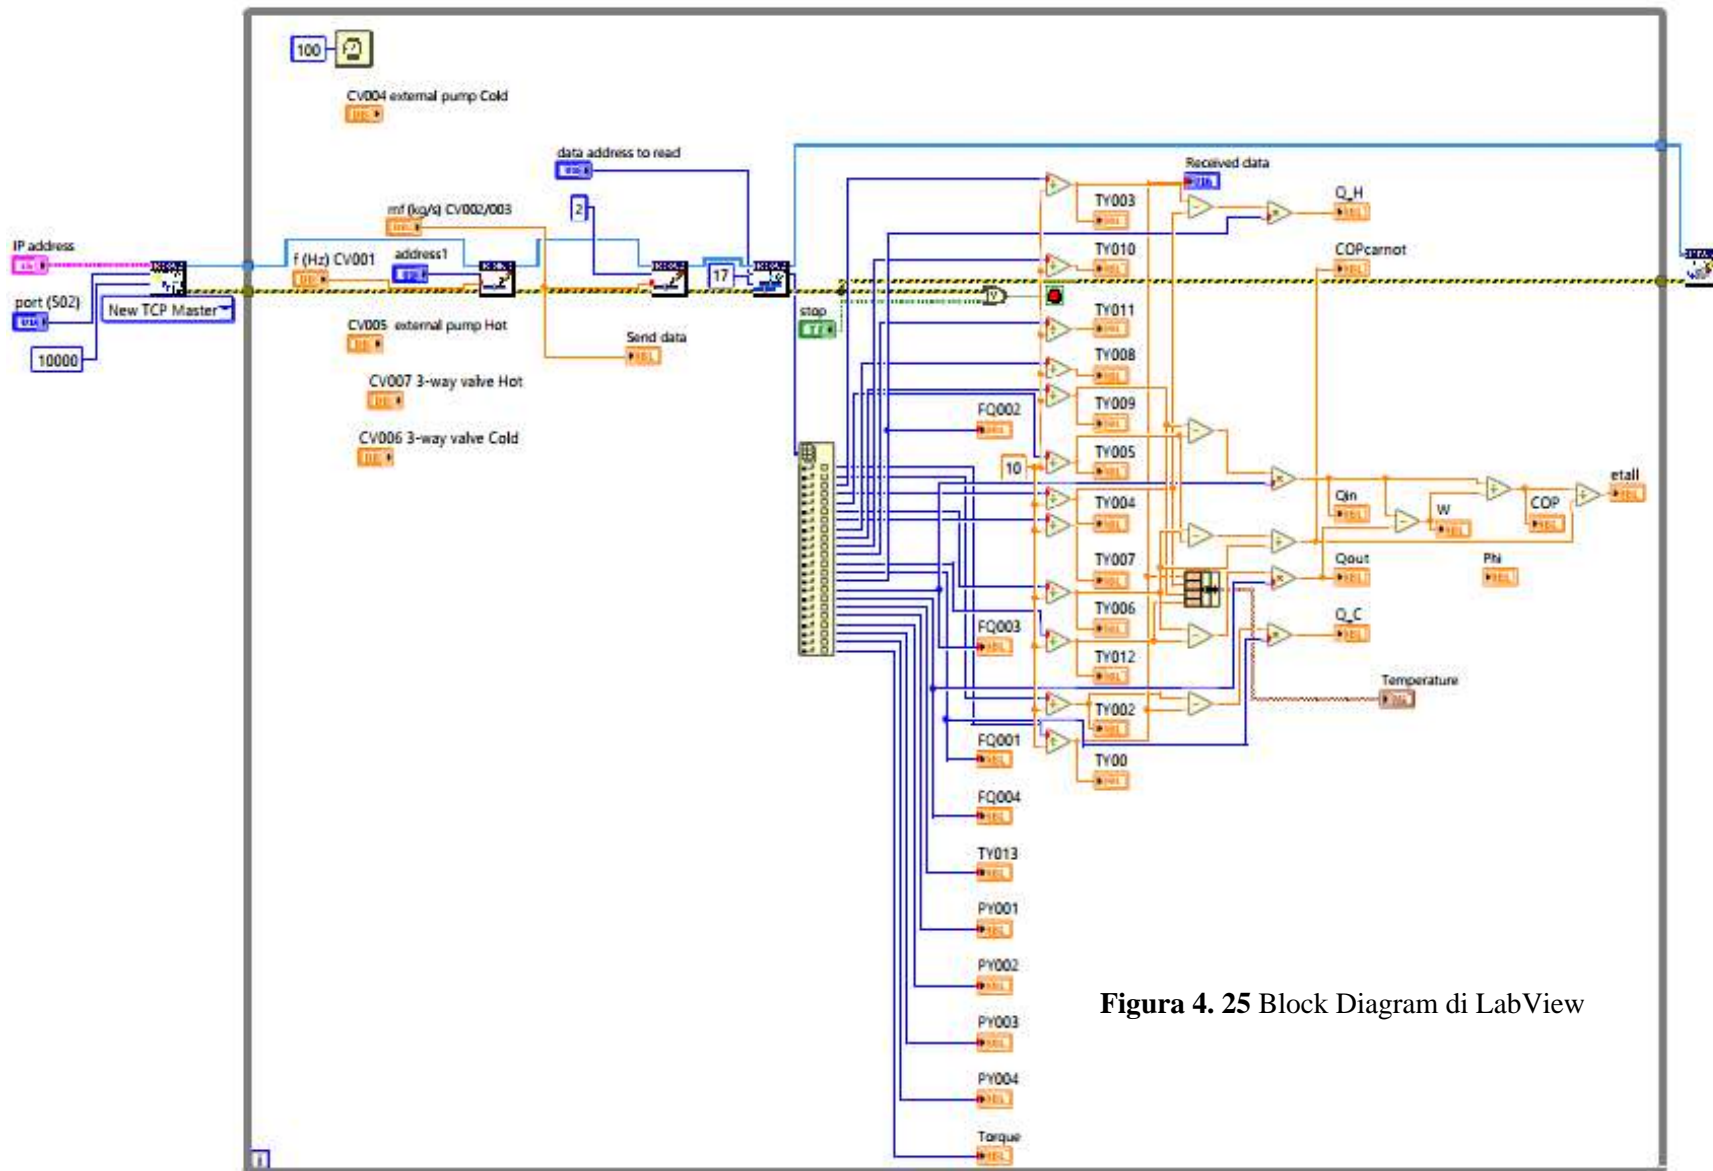 100
CV004 external pump Cold
data address to read
Received data
TY003
Q_H
mf (kg/s) CV002/003
2
IP address
f (Hz) CV001
address1
17
TY010
COPcarnot
port (502)
New TCP Master
stop
TY011
CV005 external pump Hot
Send data
10000
TY008
CV007 3-way valve Hot
TY009
FQ002
CV006 3-way valve Cold
TY005
10
etaII
TY004
Qin
W
COP
TY007
Qout
Phi
TY006
Q_C
FQ003
TY012
Temperature
TY002
FQ001
TY00
FQ004
TY013
PY001
PY002
Figura 4. 25 Block Diagram di LabView
PY003
PY004
Torque
i